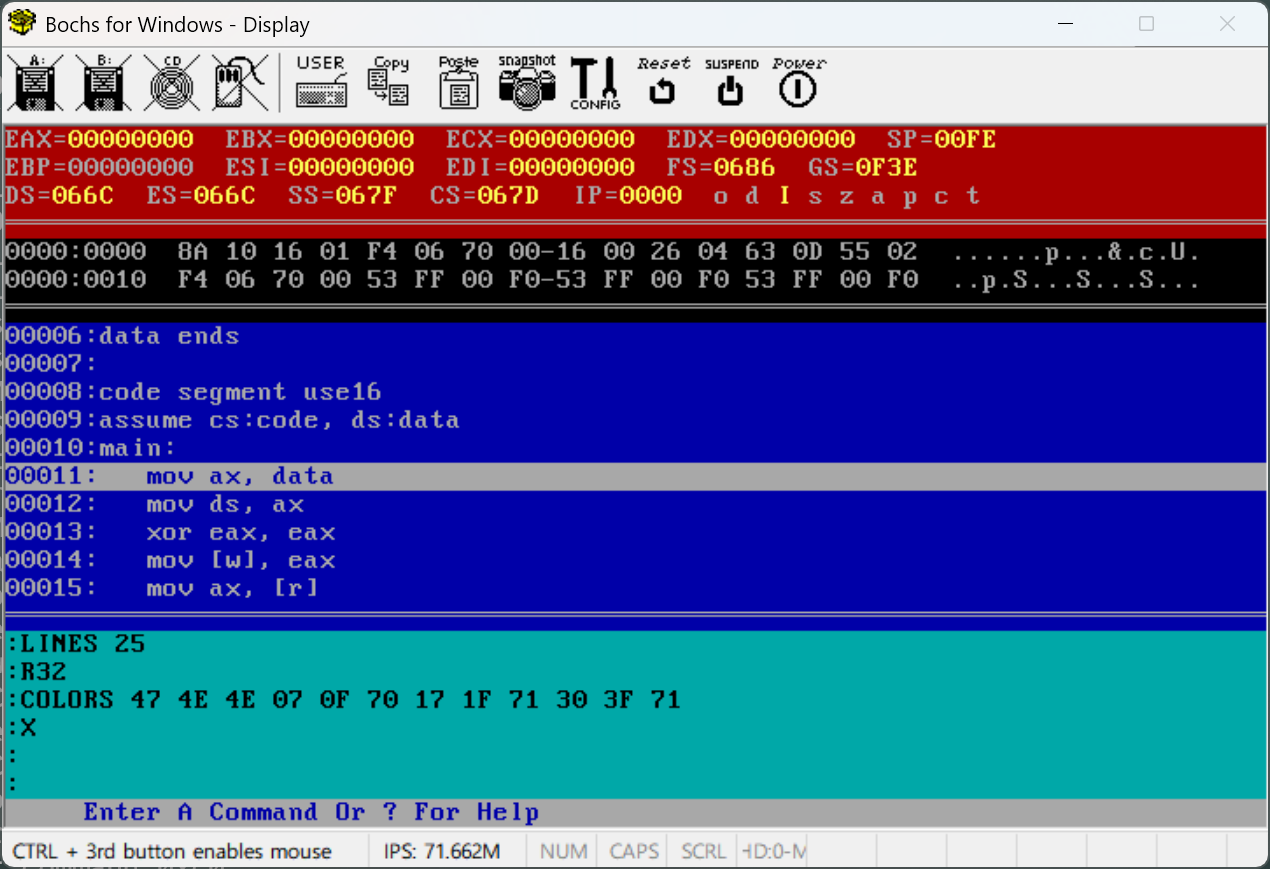 Bochs for Windows - Display
A: B: CD USER Copy Paste snapshot CONFIG Reset SUSPEND Power
EAX=00000000  EBX=00000000  ECX=00000000  EDX=00000000  SP=00FE
EBP=00000000  ESI=00000000  EDI=00000000  FS=0686  GS=0F3E
DS=066C  ES=066C  SS=067F  CS=067D  IP=0000  o d I s z a p c t
0000:0000  8A 10 16 01 F4 06 70 00-16 00 26 04 63 0D 55 02  ......p...&.c.U.
0000:0010  F4 06 70 00 53 FF 00 F0-53 FF 00 F0 53 FF 00 F0  ..p.S...S...S...
00006:data ends
00007:
00008:code segment use16
00009:assume cs:code, ds:data
00010:main:
00011:   mov ax, data
00012:   mov ds, ax
00013:   xor eax, eax
00014:   mov [w], eax
00015:   mov ax, [r]
:LINES 25
:R32
:COLORS 47 4E 4E 07 0F 70 17 1F 71 30 3F 71
:X
:
:
Enter A Command Or ? For Help
CTRL + 3rd button enables mouse IPS: 71.662M NUM CAPS SCRL HD:0-M